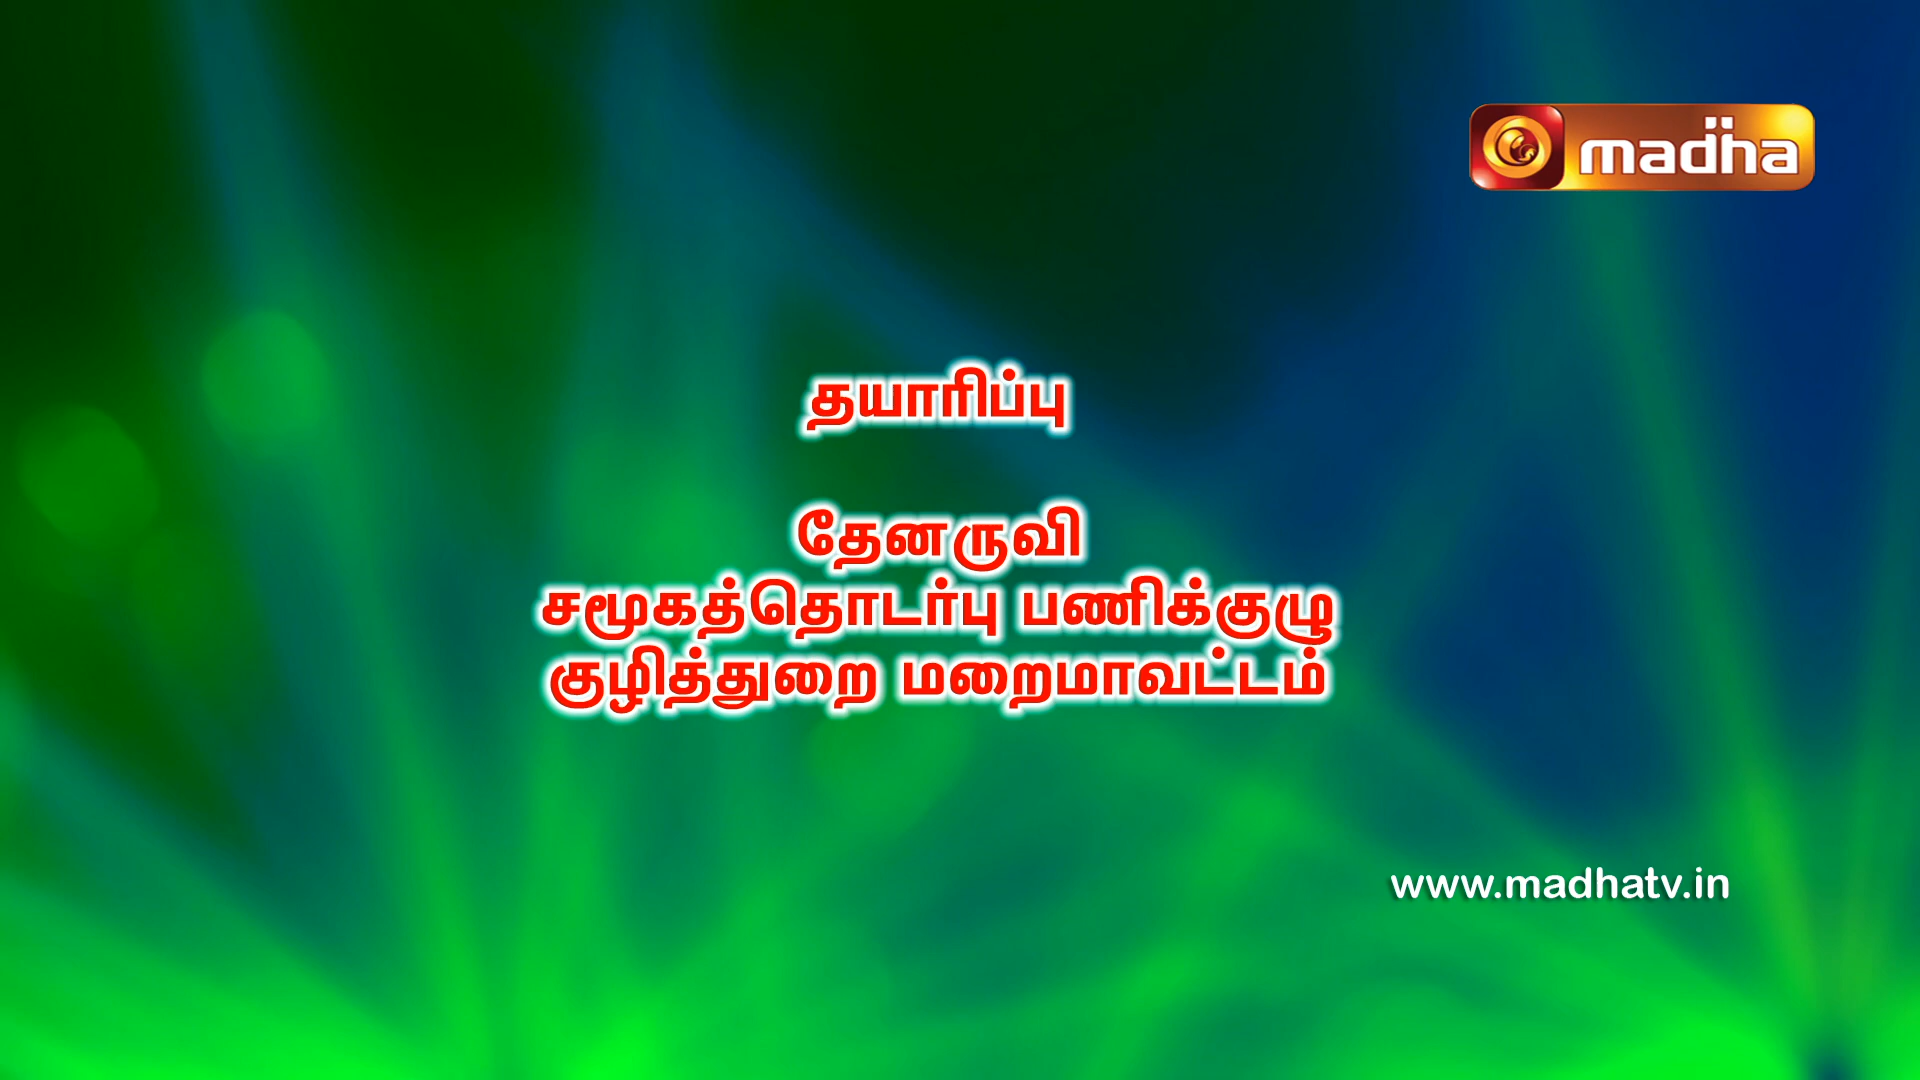 madha
தயாரிப்பு
தேனருவி
சமூகத்தொடர்பு பணிக்குழு
குழித்துறை மறைமாவட்டம்
www.madhatv.in